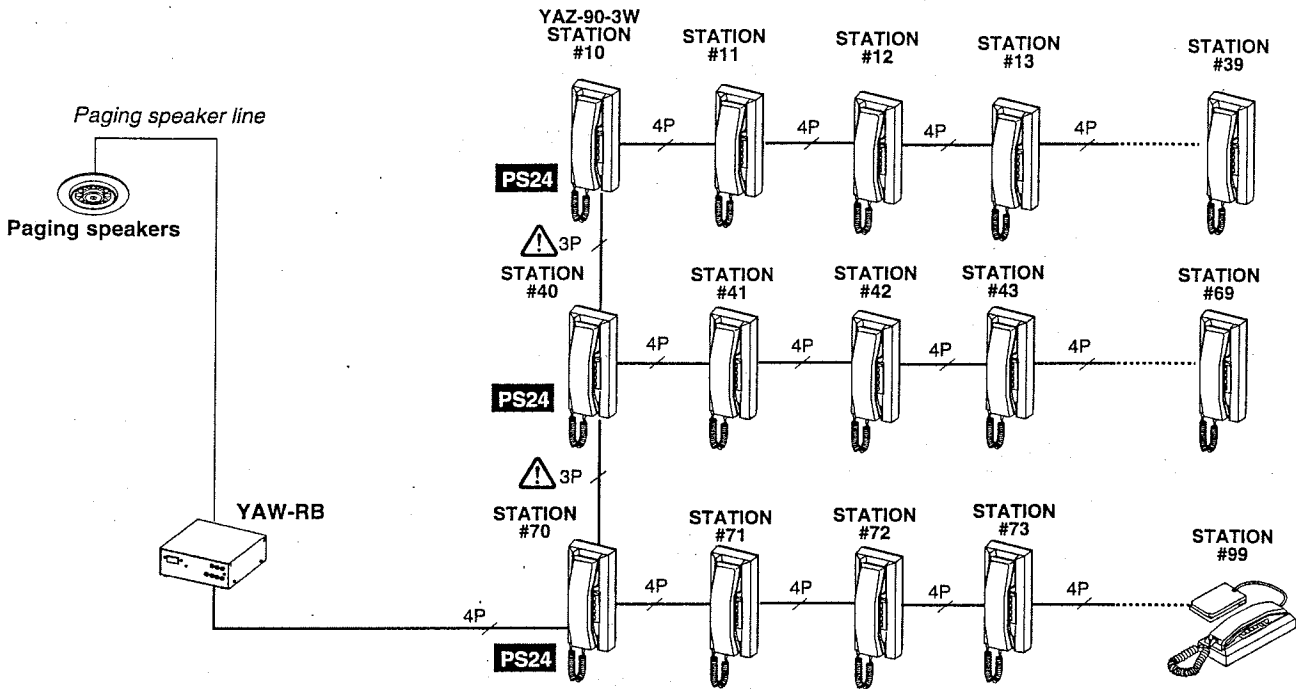 YAZ-90-3W
STATION
#10
STATION
#11
STATION
#12
STATION
#13
STATION
#39
Paging speaker line
4P
4P
4P
4P
PS24
Paging speakers
3P
STATION
#40
STATION
#41
STATION
#42
STATION
#43
STATION
#69
4P
4P
4P
4P
PS24
3P
YAW-RB
STATION
#70
STATION
#71
STATION
#72
STATION
#73
STATION
#99
4P
4P
4P
4P
4P
PS24